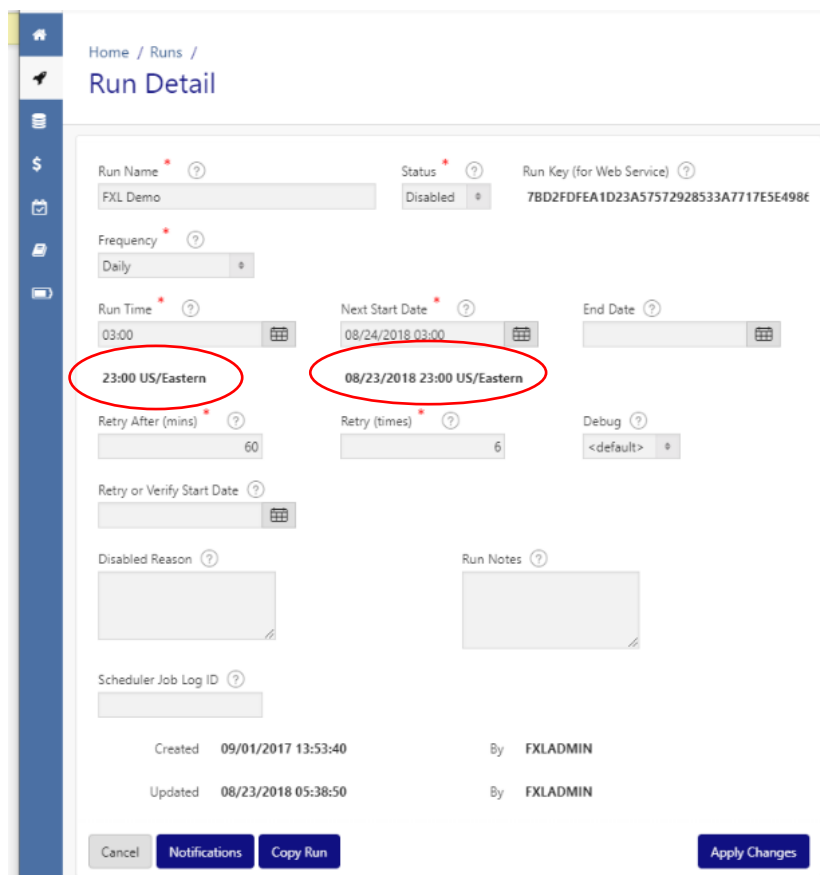 Home / Runs /
Run Detail
Run Name * ? Status * ? Run Key (for Web Service) ?
FXL Demo Disabled 7BD2FDFEA1D23A57572928533A7717E5E4986
Frequency * ?
Daily
Run Time * ? Next Start Date * ? End Date ?
03:00 08/24/2018 03:00
23:00 US/Eastern 08/23/2018 23:00 US/Eastern
Retry After (mins) * ? Retry (times) * ? Debug ?
60 6 <default>
Retry or Verify Start Date ?
Disabled Reason ? Run Notes ?
Scheduler Job Log ID ?
Created 09/01/2017 13:53:40 By FXLADMIN
Updated 08/23/2018 05:38:50 By FXLADMIN
Cancel Notifications Copy Run Apply Changes